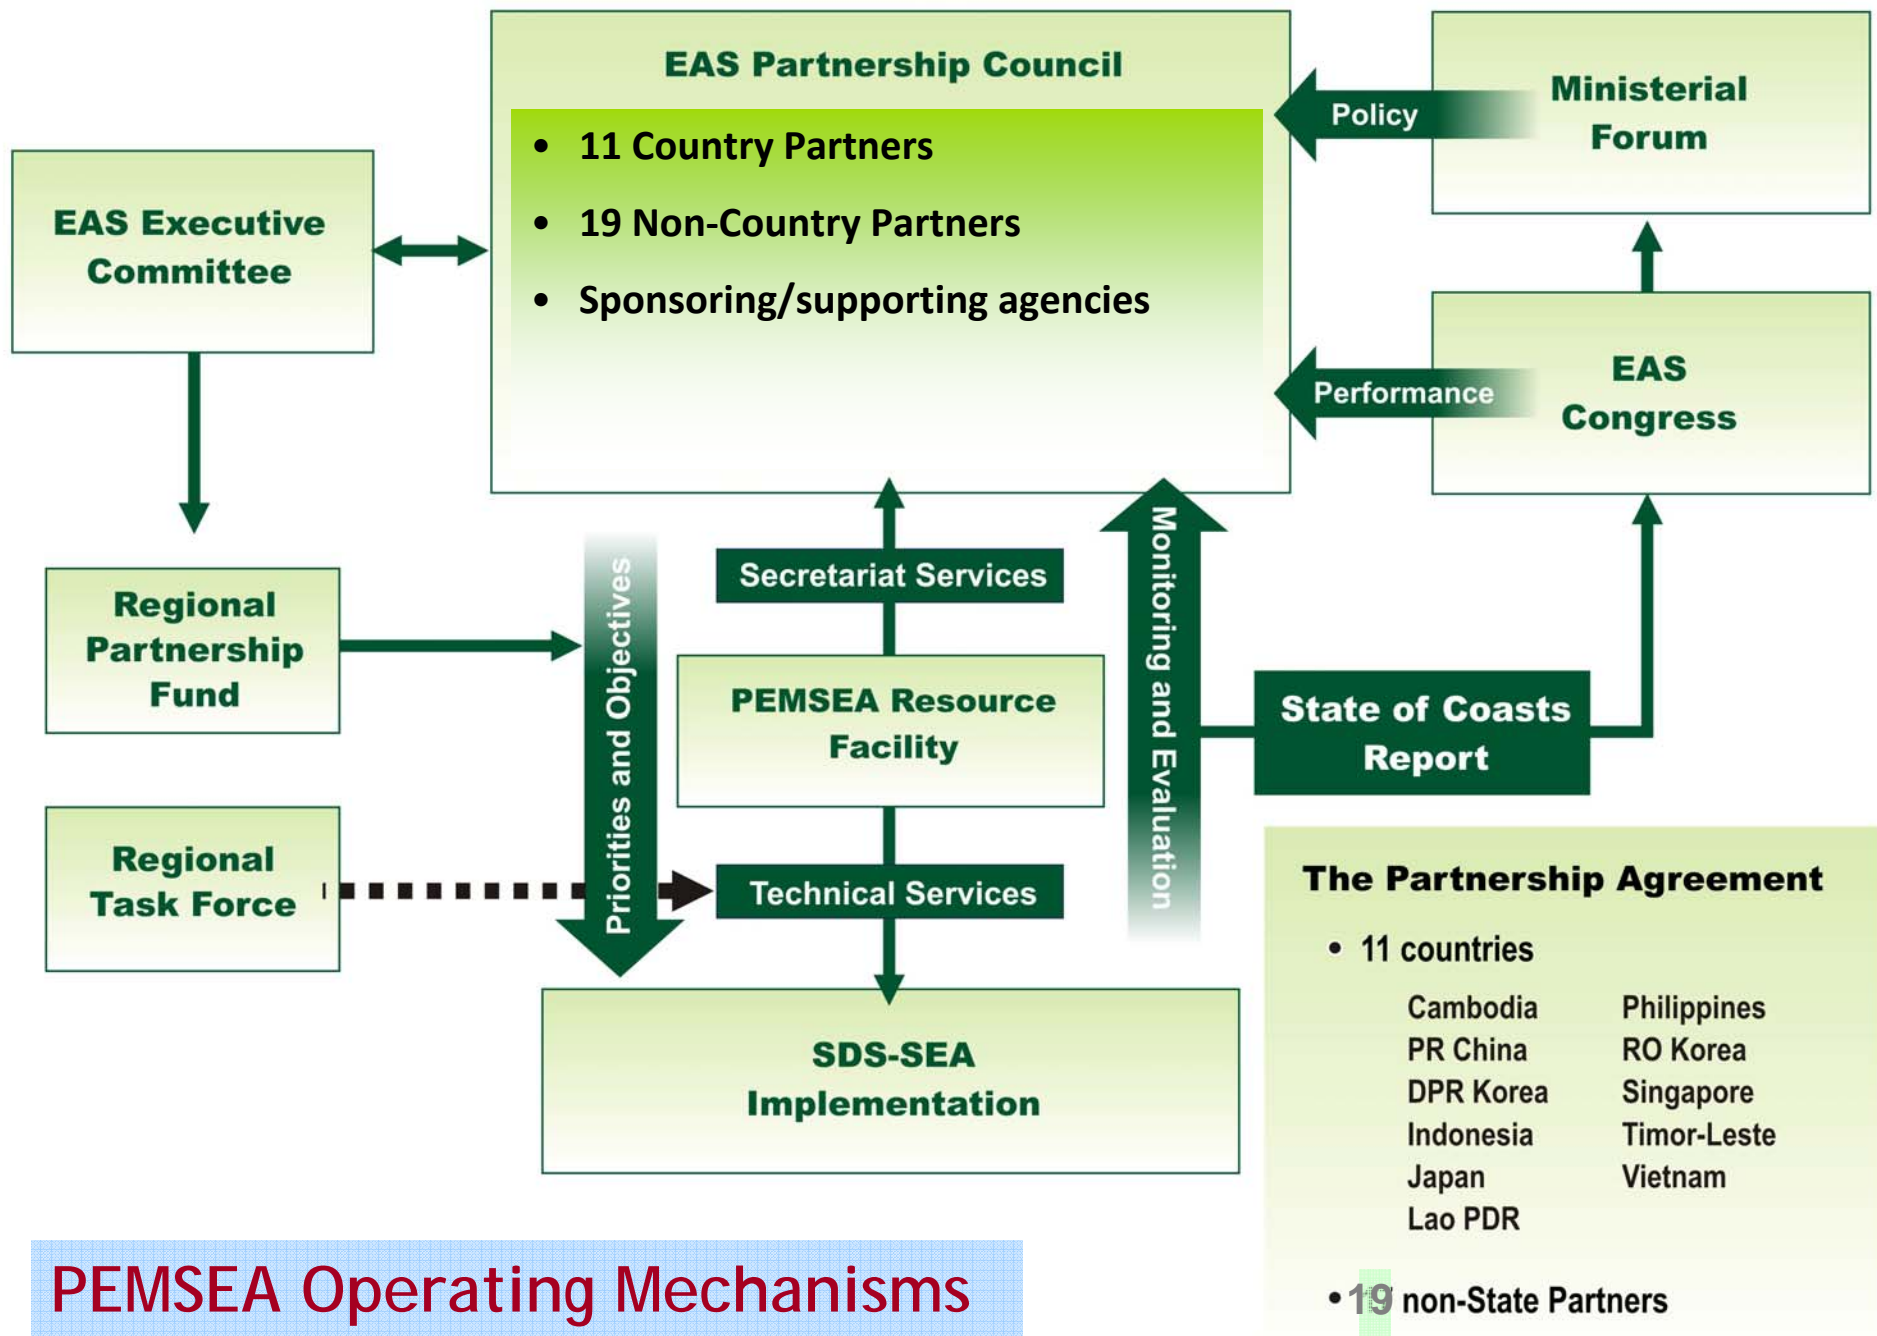 EAS Partnership Council
• 11 Country Partners
• 19 Non-Country Partners
• Sponsoring/supporting agencies
Policy
Ministerial
Forum
EAS Executive
Committee
Performance
EAS
Congress
Regional
Partnership
Fund
Priorities and Objectives
Secretariat Services
PEMSEA Resource
Facility
Monitoring and Evaluation
State of Coasts
Report
Regional
Task Force
Technical Services
SDS-SEA
Implementation
The Partnership Agreement
• 11 countries
Cambodia Philippines
PR China RO Korea
DPR Korea Singapore
Indonesia Timor-Leste
Japan Vietnam
Lao PDR
• 19 non-State Partners
PEMSEA Operating Mechanisms